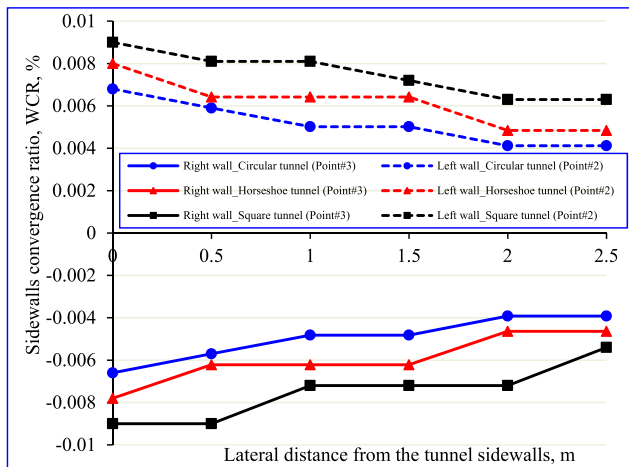 Sidewalls convergence ratio, WCR, %
0.01
0.008
0.006
0.004
0.002
0
-0.002
-0.004
-0.006
-0.008
-0.01
Right wall_Circular tunnel (Point#3)
Left wall_Circular tunnel (Point#2)
Right wall_Horseshoe tunnel (Point#3)
Left wall_Horseshoe tunnel (Point#2)
Right wall_Square tunnel (Point#3)
Left wall_Square tunnel (Point#2)
0 0.5 1 1.5 2 2.5
Lateral distance from the tunnel sidewalls, m